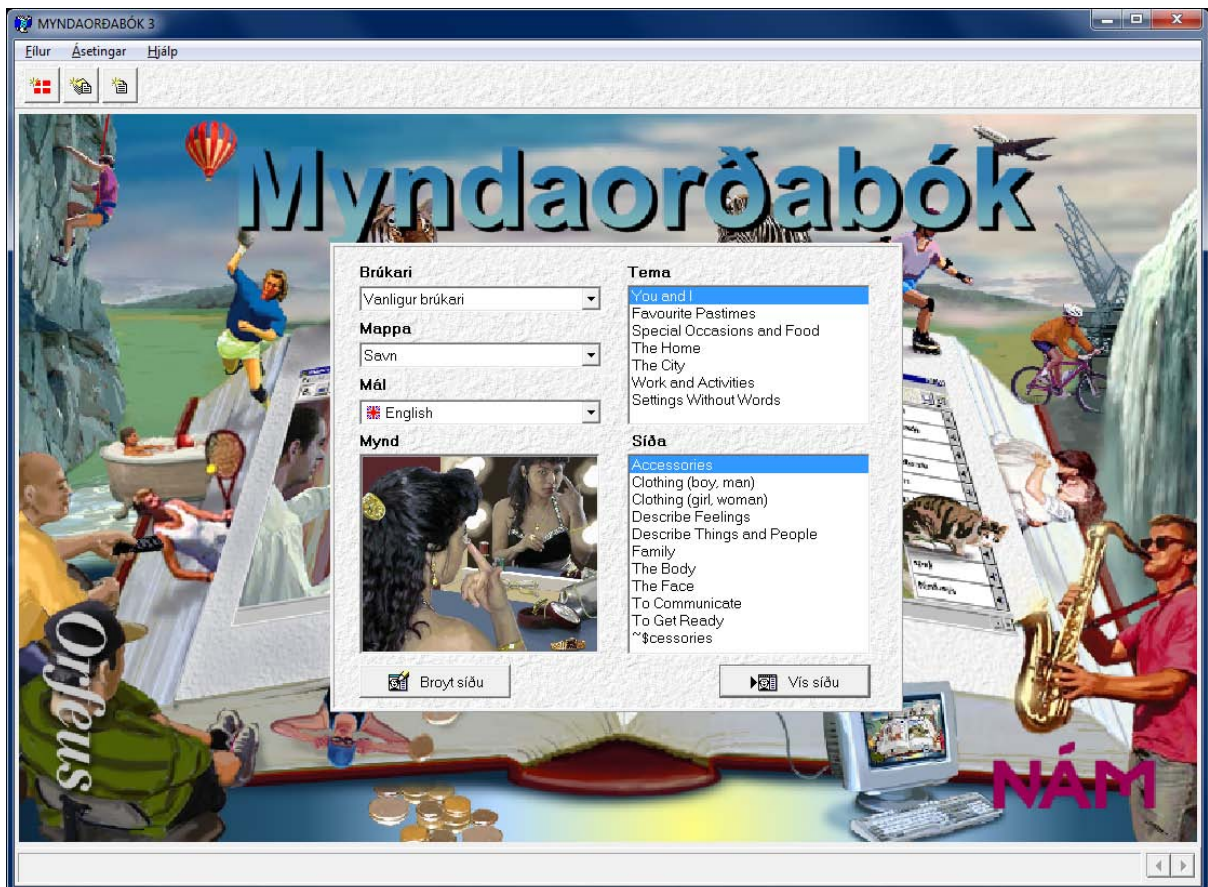 MYNDAORÐABÓK 3
Fílur Ásetingar Hjálp
Myndaorðabók
Brúkari
Vanligur brúkari
Mappa
Savn
Mál
English
Mynd
Tema
You and I
Favourite Pastimes
Special Occasions and Food
The Home
The City
Work and Activities
Settings Without Words
Síða
Accessories
Clothing (boy, man)
Clothing (girl, woman)
Describe Feelings
Describe Things and People
Family
The Body
The Face
To Communicate
To Get Ready
~$cessories
Broyt síðu
Vís síðu
Orfeus
NÁM